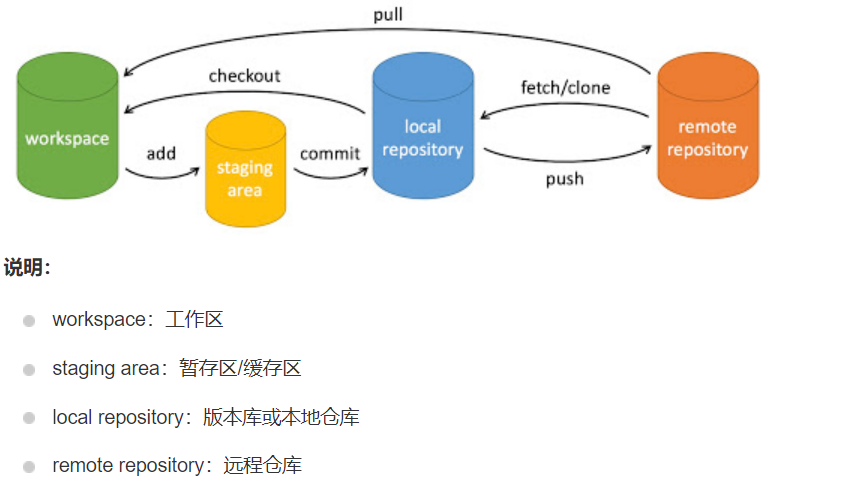 pull
checkout
fetch/clone
workspace
add
staging
area
commit
local
repository
push
remote
repository
说明：
workspace：工作区
staging area：暂存区/缓存区
local repository：版本库或本地仓库
remote repository：远程仓库